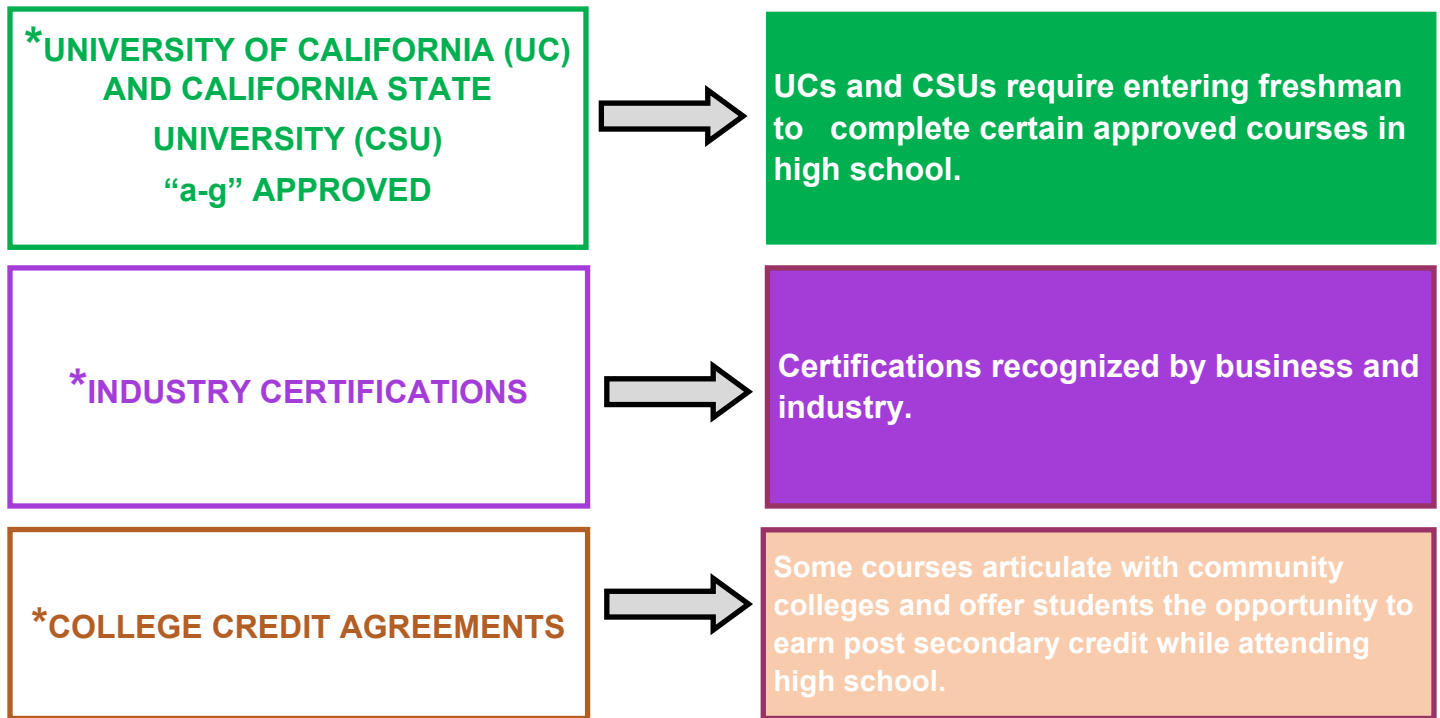 *UNIVERSITY OF CALIFORNIA (UC)
AND CALIFORNIA STATE
UNIVERSITY (CSU)
“a-g” APPROVED
UCs and CSUs require entering freshman
to complete certain approved courses in
high school.
*INDUSTRY CERTIFICATIONS
Certifications recognized by business and
industry.
*COLLEGE CREDIT AGREEMENTS
Some courses articulate with community
colleges and offer students the opportunity to
earn post secondary credit while attending
high school.